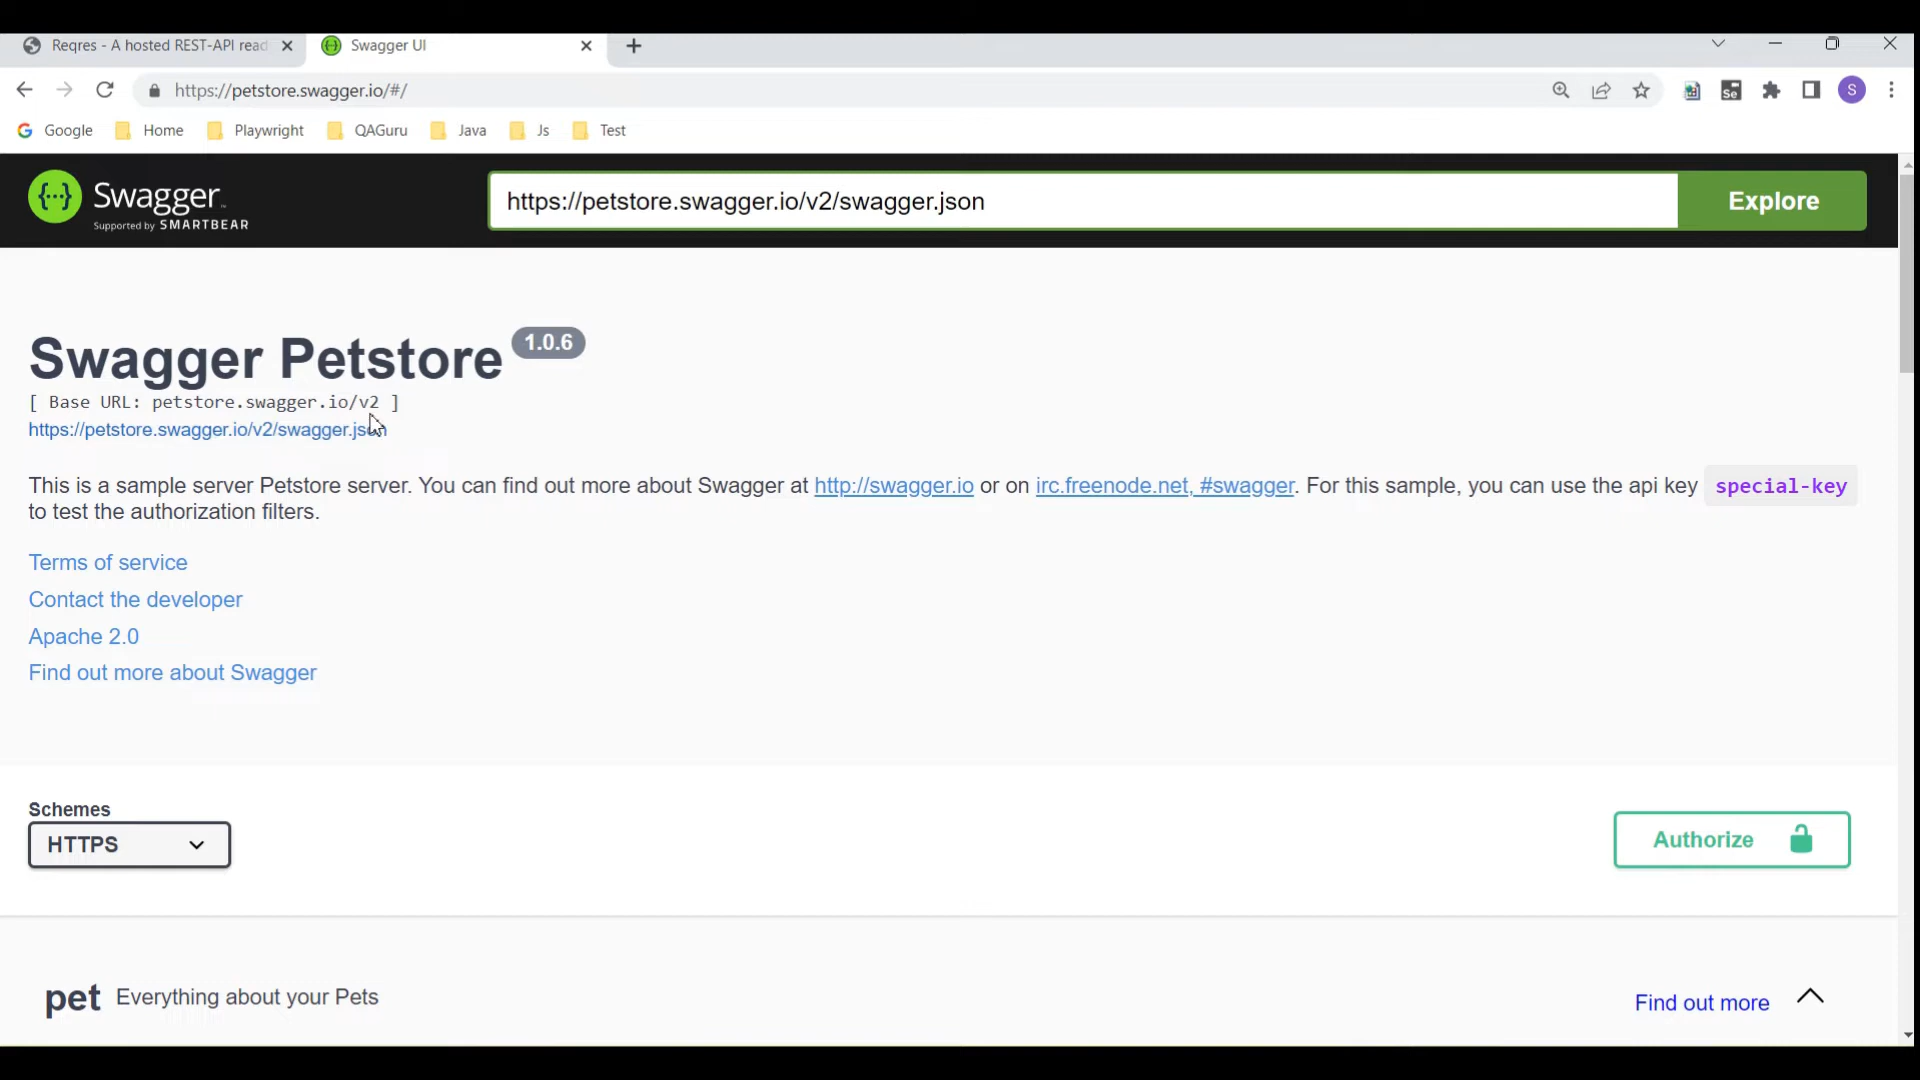 Reqres - A hosted REST-API read
Swagger UI
https://petstore.swagger.io/#/
Se
S
Google
Home
Playwright
QAGuru
Java
Js
Test
{···} Swagger™
Supported by SMARTBEAR
https://petstore.swagger.io/v2/swagger.json
Explore
Swagger Petstore 1.0.6
[ Base URL: petstore.swagger.io/v2 ]
https://petstore.swagger.io/v2/swagger.json
This is a sample server Petstore server. You can find out more about Swagger at http://swagger.io or on irc.freenode.net, #swagger. For this sample, you can use the api key special-key
to test the authorization filters.
Terms of service
Contact the developer
Apache 2.0
Find out more about Swagger
Schemes
HTTPS
Authorize
pet Everything about your Pets
Find out more